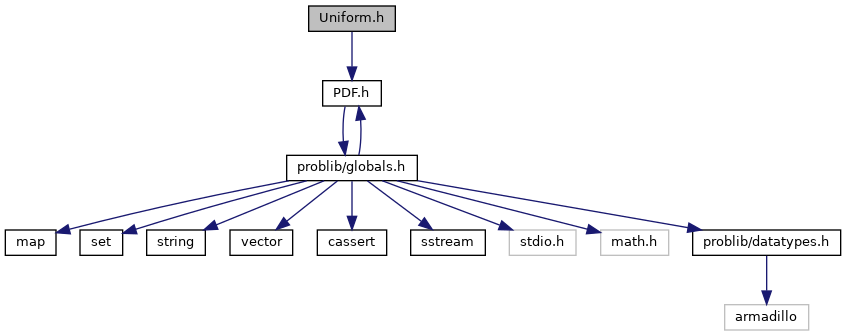 Uniform.h
PDF.h
problib/globals.h
map
set
string
vector
cassert
sstream
stdio.h
math.h
problib/datatypes.h
armadillo